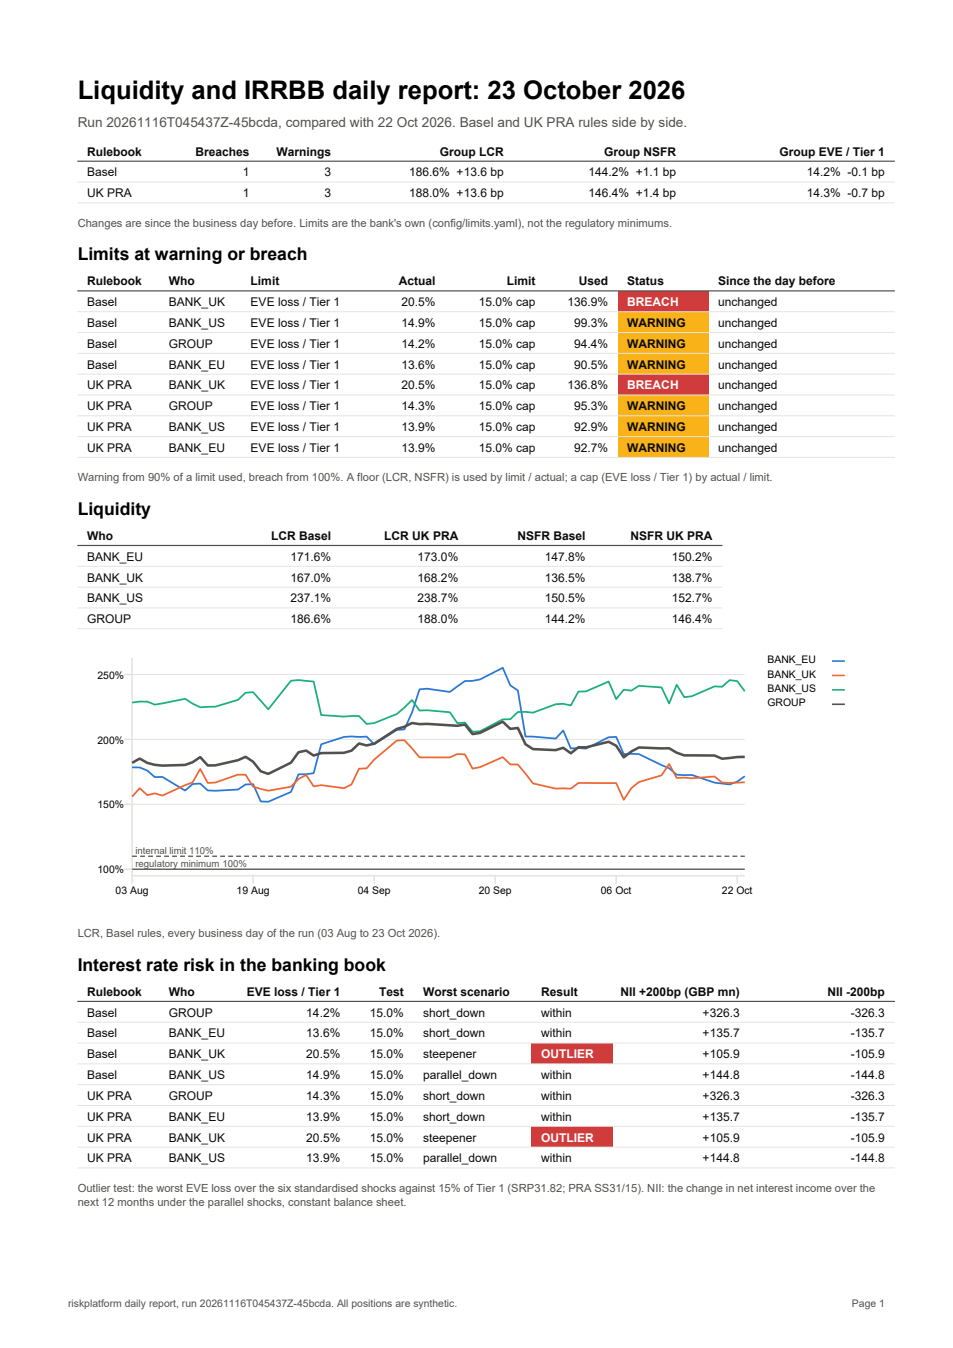 Liquidity and IRRBB daily report: 23 October 2026
Run 20261116T045437Z-45bcda, compared with 22 Oct 2026. Basel and UK PRA rules side by side.
Rulebook Breaches Warnings Group LCR Group NSFR Group EVE / Tier 1
Basel 1 3 186.6% +13.6 bp 144.2% +1.1 bp 14.2% -0.1 bp
UK PRA 1 3 188.0% +13.6 bp 146.4% +1.4 bp 14.3% -0.7 bp
Changes are since the business day before. Limits are the bank's own (config/limits.yaml), not the regulatory minimums.
Limits at warning or breach
Rulebook Who Limit Actual Limit Used Status Since the day before
Basel BANK_UK EVE loss / Tier 1 20.5% 15.0% cap 136.9% BREACH unchanged
Basel BANK_US EVE loss / Tier 1 14.9% 15.0% cap 99.3% WARNING unchanged
Basel GROUP EVE loss / Tier 1 14.2% 15.0% cap 94.4% WARNING unchanged
Basel BANK_EU EVE loss / Tier 1 13.6% 15.0% cap 90.5% WARNING unchanged
UK PRA BANK_UK EVE loss / Tier 1 20.5% 15.0% cap 136.8% BREACH unchanged
UK PRA GROUP EVE loss / Tier 1 14.3% 15.0% cap 95.3% WARNING unchanged
UK PRA BANK_US EVE loss / Tier 1 13.9% 15.0% cap 92.9% WARNING unchanged
UK PRA BANK_EU EVE loss / Tier 1 13.9% 15.0% cap 92.7% WARNING unchanged
Warning from 90% of a limit used, breach from 100%. A floor (LCR, NSFR) is used by limit / actual; a cap (EVE loss / Tier 1) by actual / limit.
Liquidity
Who LCR Basel LCR UK PRA NSFR Basel NSFR UK PRA
BANK_EU 171.6% 173.0% 147.8% 150.2%
BANK_UK 167.0% 168.2% 136.5% 138.7%
BANK_US 237.1% 238.7% 150.5% 152.7%
GROUP 186.6% 188.0% 144.2% 146.4%
BANK_EU
BANK_UK
BANK_US
GROUP
250%
200%
150%
100%
internal limit 110%
regulatory minimum 100%
03 Aug 19 Aug 04 Sep 20 Sep 06 Oct 22 Oct
LCR, Basel rules, every business day of the run (03 Aug to 23 Oct 2026).
Interest rate risk in the banking book
Rulebook Who EVE loss / Tier 1 Test Worst scenario Result NII +200bp (GBP mn) NII -200bp
Basel GROUP 14.2% 15.0% short_down within +326.3 -326.3
Basel BANK_EU 13.6% 15.0% short_down within +135.7 -135.7
Basel BANK_UK 20.5% 15.0% steepener OUTLIER +105.9 -105.9
Basel BANK_US 14.9% 15.0% parallel_down within +144.8 -144.8
UK PRA GROUP 14.3% 15.0% short_down within +326.3 -326.3
UK PRA BANK_EU 13.9% 15.0% short_down within +135.7 -135.7
UK PRA BANK_UK 20.5% 15.0% steepener OUTLIER +105.9 -105.9
UK PRA BANK_US 13.9% 15.0% parallel_down within +144.8 -144.8
Outlier test: the worst EVE loss over the six standardised shocks against 15% of Tier 1 (SRP31.82; PRA SS31/15). NII: the change in net interest income over the
next 12 months under the parallel shocks, constant balance sheet.
riskplatform daily report, run 20261116T045437Z-45bcda. All positions are synthetic. Page 1